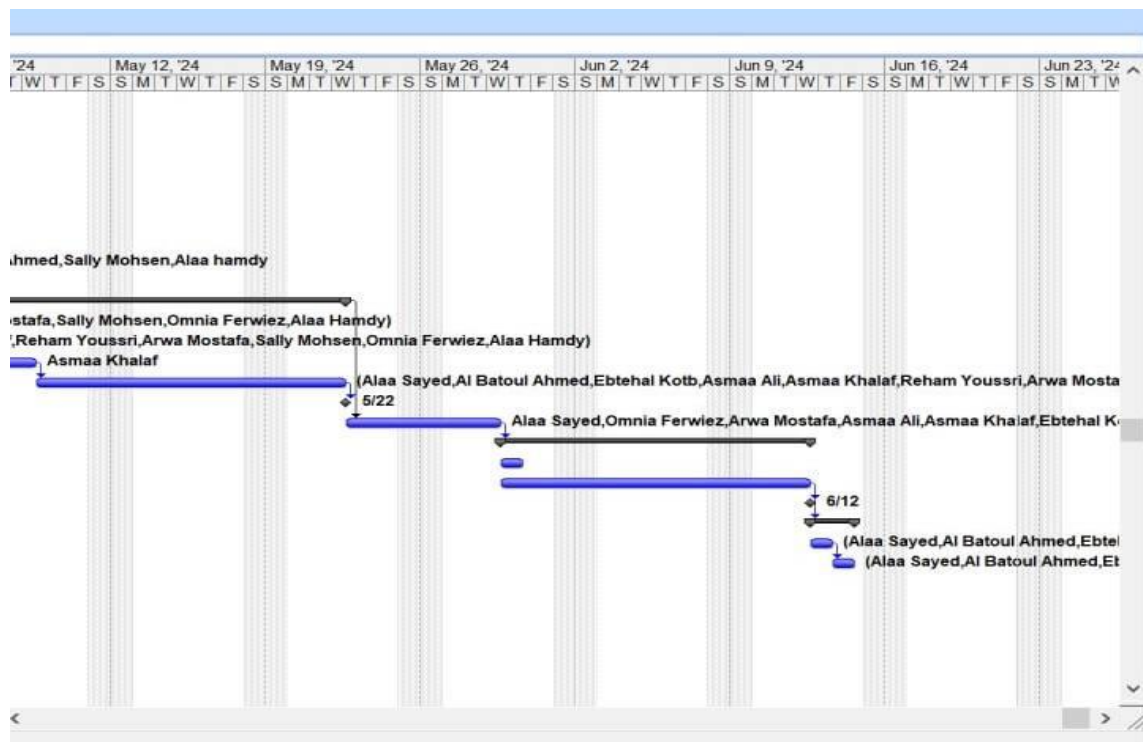 '24 May 12, '24 May 19, '24 May 26, '24 Jun 2, '24 Jun 9, '24 Jun 16, '24 Jun 23, '24
T W T F S S M T W T F S S M T W T F S S M T W T F S S M T W T F S S M T W T F S S M T W T F S S M T W
Ahmed,Sally Mohsen,Alaa hamdy
ostafa,Sally Mohsen,Omnia Ferwiez,Alaa Hamdy)
,Reham Youssri,Arwa Mostafa,Sally Mohsen,Omnia Ferwiez,Alaa Hamdy)
Asmaa Khalaf
(Alaa Sayed,Al Batoul Ahmed,Ebtehal Kotb,Asmaa Ali,Asmaa Khalaf,Reham Youssri,Arwa Mosta
5/22
Alaa Sayed,Omnia Ferwiez,Arwa Mostafa,Asmaa Ali,Asmaa Khalaf,Ebtehal K
6/12
(Alaa Sayed,Al Batoul Ahmed,Ebte
(Alaa Sayed,Al Batoul Ahmed,Eb